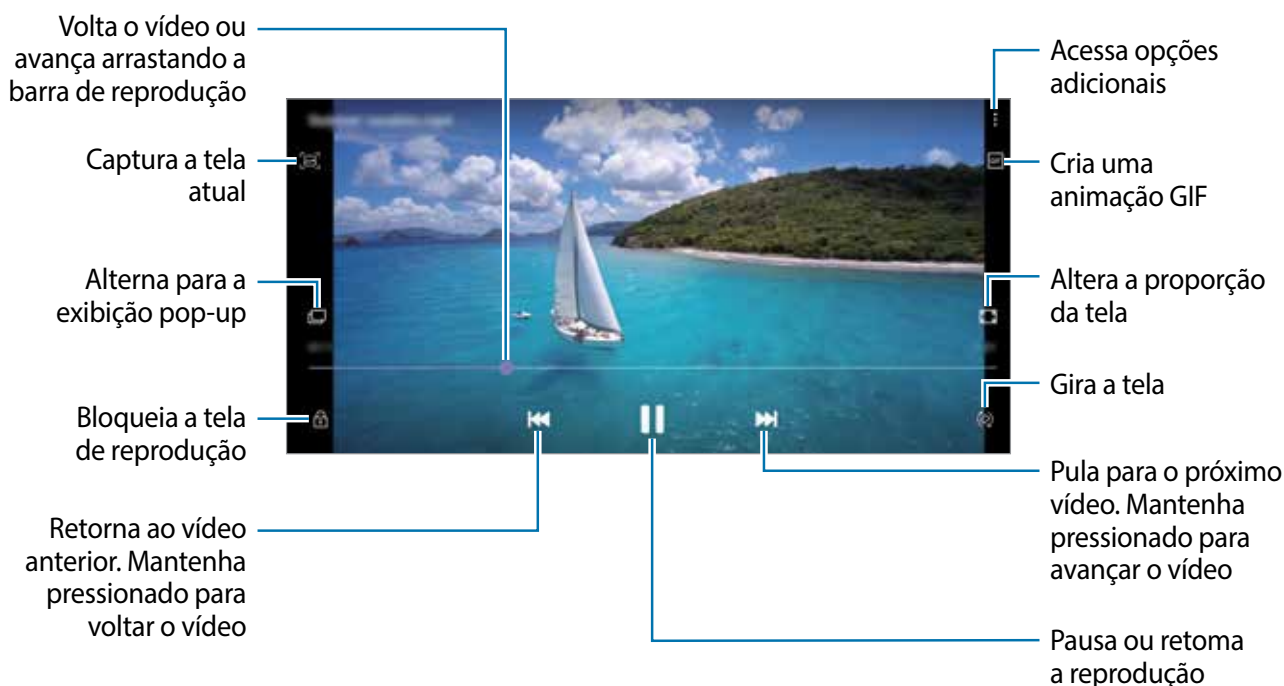 Volta o vídeo ou
avança arrastando a
barra de reprodução
Captura a tela
atual
Alterna para a
exibição pop-up
Bloqueia a tela
de reprodução
Retorna ao vídeo
anterior. Mantenha
pressionado para
voltar o vídeo
Acessa opções
adicionais
GIF
Cria uma
animação GIF
Altera a proporção
da tela
Gira a tela
Pula para o próximo
vídeo. Mantenha
pressionado para
avançar o vídeo
Pausa ou retoma
a reprodução